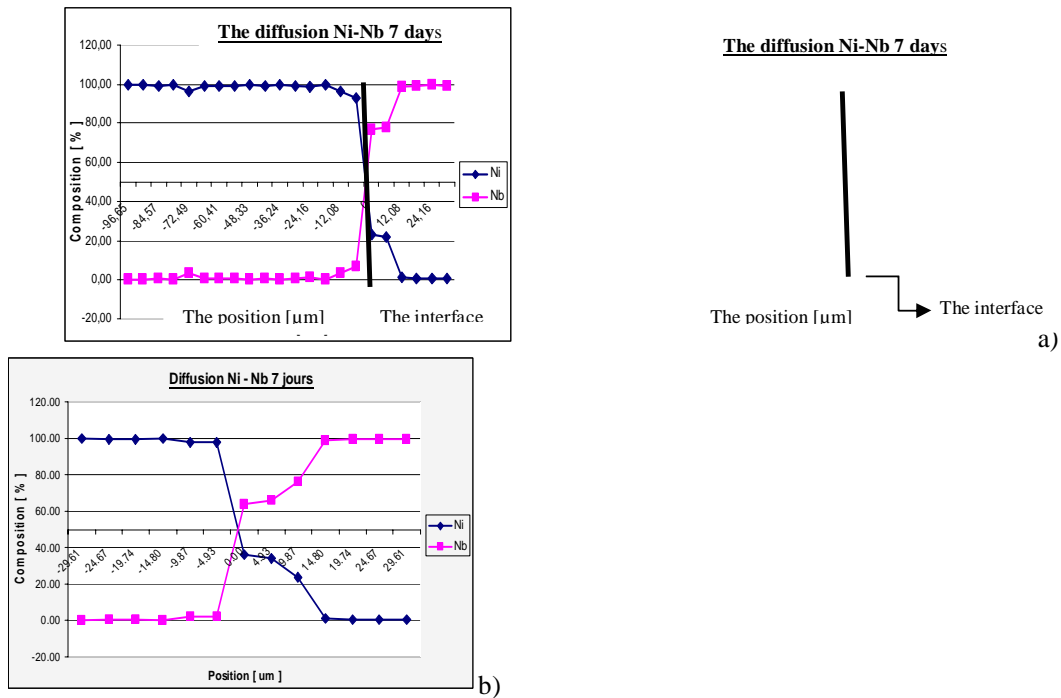 The diffusion Ni-Nb 7 days
120,00
100,00
80,00
60,00
40,00
20,00
0,00
-20,00
Composition [ % ]
-96,65
-84,57
-72,49
-60,41
-48,33
-36,24
-24,16
-12,08
12,08
24,16
Ni
Nb
The position [µm]
The interface
The diffusion Ni-Nb 7 days
The position [µm]
The interface
a)
Diffusion Ni - Nb 7 jours
120.00
100.00
80.00
60.00
40.00
20.00
0.00
-20.00
Composition [ % ]
-29.61
-24.67
-19.74
-14.80
-9.87
-4.93
0.00
4.93
9.87
14.80
19.74
24.67
29.61
Ni
Nb
Position [ um ]
b)